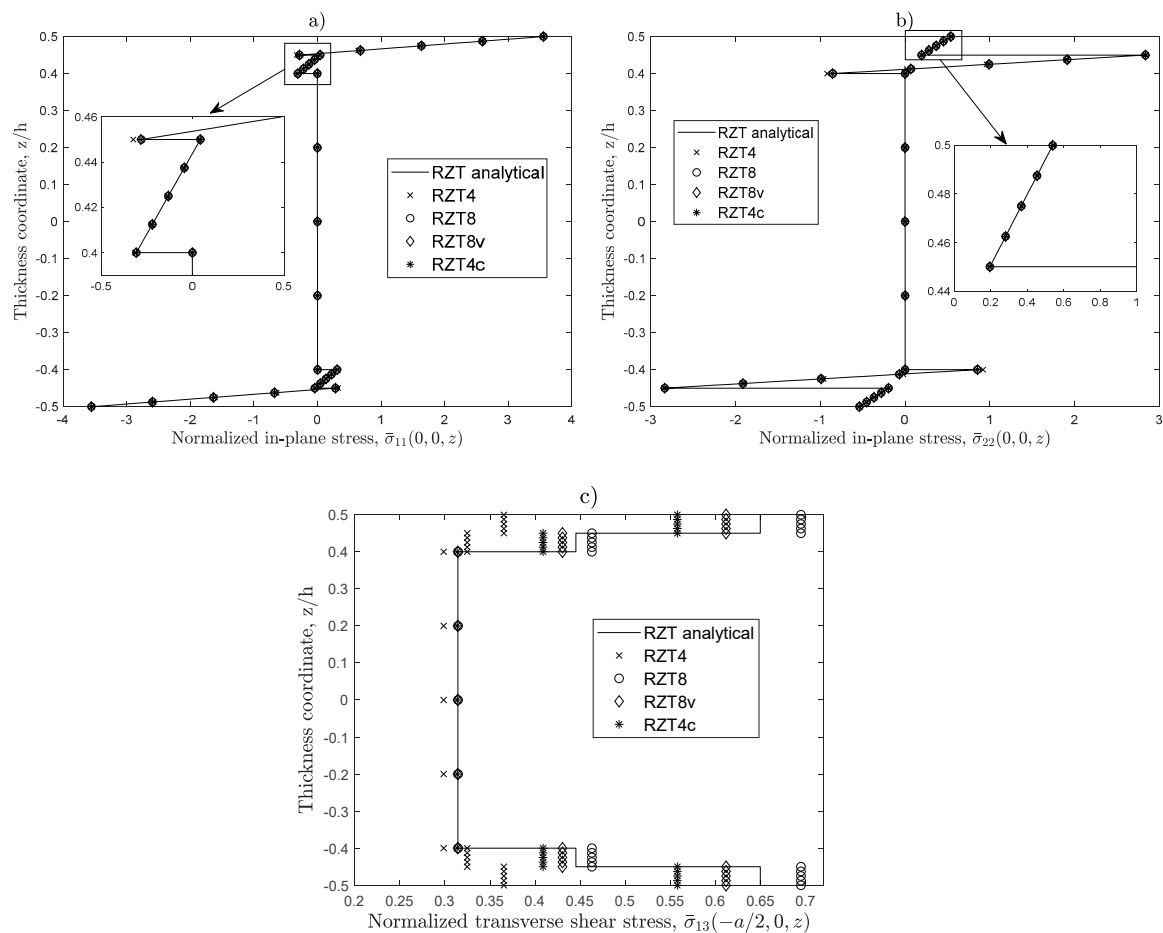 a)
0.5
0.4
0.3
0.2
0.1
0
-0.1
-0.2
-0.3
-0.4
-0.5
-4 -3 -2 -1 0 1 2 3 4
Thickness coordinate, z/h
Normalized in-plane stress, σ̄₁₁(0, 0, z)
0.46
0.44
0.42
0.4
-0.5 0 0.5
RZT analytical
RZT4
RZT8
RZT8v
RZT4c
b)
0.5
0.4
0.3
0.2
0.1
0
-0.1
-0.2
-0.3
-0.4
-0.5
-3 -2 -1 0 1 2 3
Thickness coordinate, z/h
Normalized in-plane stress, σ̄₂₂(0, 0, z)
RZT analytical
RZT4
RZT8
RZT8v
RZT4c
0.5
0.48
0.46
0.44
0 0.2 0.4 0.6 0.8 1
c)
0.5
0.4
0.2
0
-0.2
-0.4
-0.5
0.2 0.25 0.3 0.35 0.4 0.45 0.5 0.55 0.6 0.65 0.7
Thickness coordinate, z/h
Normalized transverse shear stress, σ̄₁₃(−a/2, 0, z)
RZT analytical
RZT4
RZT8
RZT8v
RZT4c